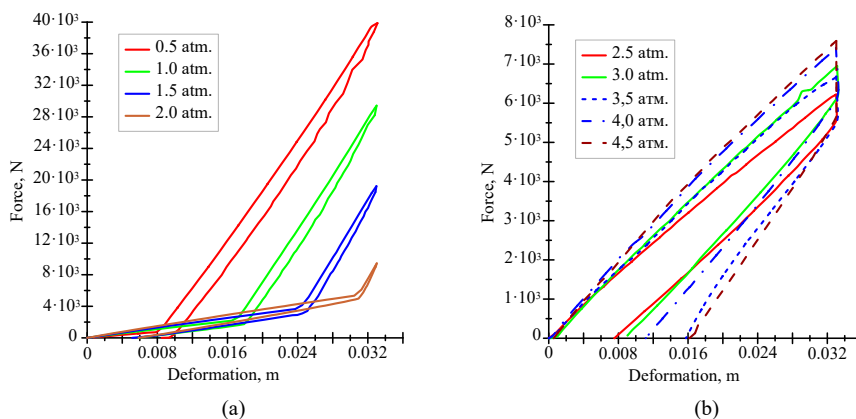 40·10³
36·10³
28·10³
20·10³
16·10³
12·10³
8·10³
4·10³
0
Force, N
0.5 atm.
1.0 atm.
1.5 atm.
2.0 atm.
0 0.008 0.016 0.024 0.032
Deformation, m
(a)
8·10³
7·10³
6·10³
5·10³
4·10³
3·10³
2·10³
1·10³
0
Force, N
2.5 atm.
3.0 atm.
3,5 атм.
4,0 атм.
4,5 атм.
0 0.008 0.016 0.024 0.032
Deformation, m
(b)